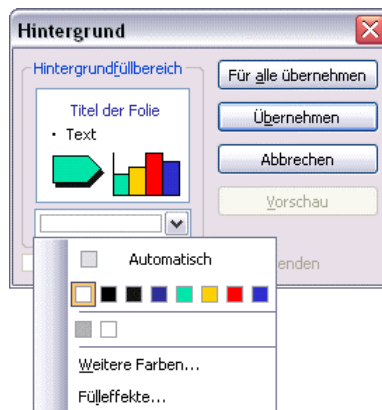 Hintergrund
Hintergrundfüllbereich
Titel der Folie
• Text
Für alle übernehmen
Übernehmen
Abbrechen
Vorschau
enden
Automatisch
Weitere Farben...
Fülleffekte...